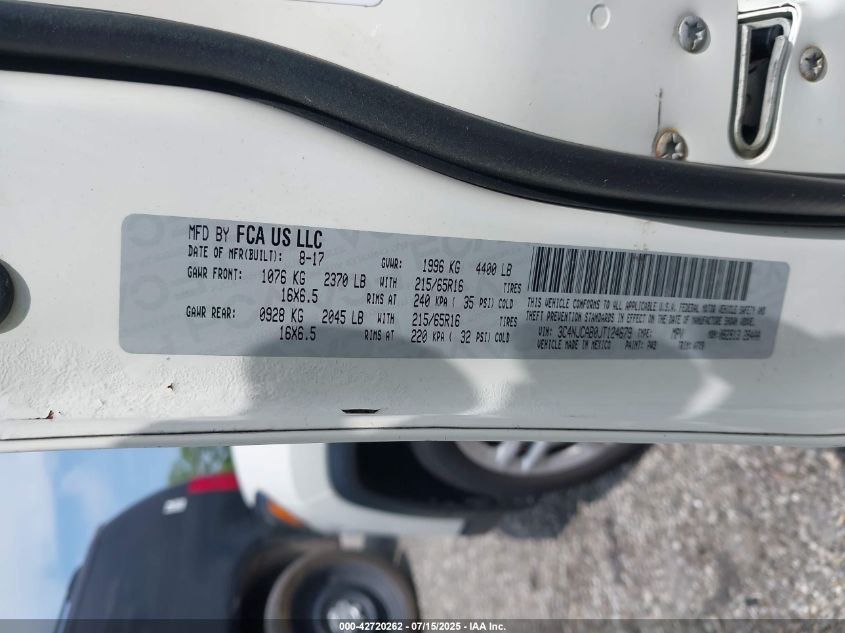 MFD BY FCA US LLC
DATE OF MFR(BUILT): 8-17 GVWR: 1996 KG 4400 LB
GAWR FRONT: 1076 KG 2370 LB WITH 215/65R16 TIRES
16X6.5 RIMS AT 240 KPA ( 35 PSI) COLD
GAWR REAR: 0928 KG 2045 LB WITH 215/65R16 TIRES
16X6.5 RIMS AT 220 KPA ( 32 PSI) COLD
THIS VEHICLE CONFORMS TO ALL APPLICABLE U.S.A. FEDERAL MOTOR VEHICLE SAFETY AND
THEFT PREVENTION STANDARDS IN EFFECT ON THE DATE OF MANUFACTURE SHOWN ABOVE.
VIN: 3C4NJCAB0JT124679 TYPE: MPV
VEHICLE MADE IN MEXICO PAINT: PW2 TRIM:
000-42720262 - 07/15/2025 - IAA Inc.